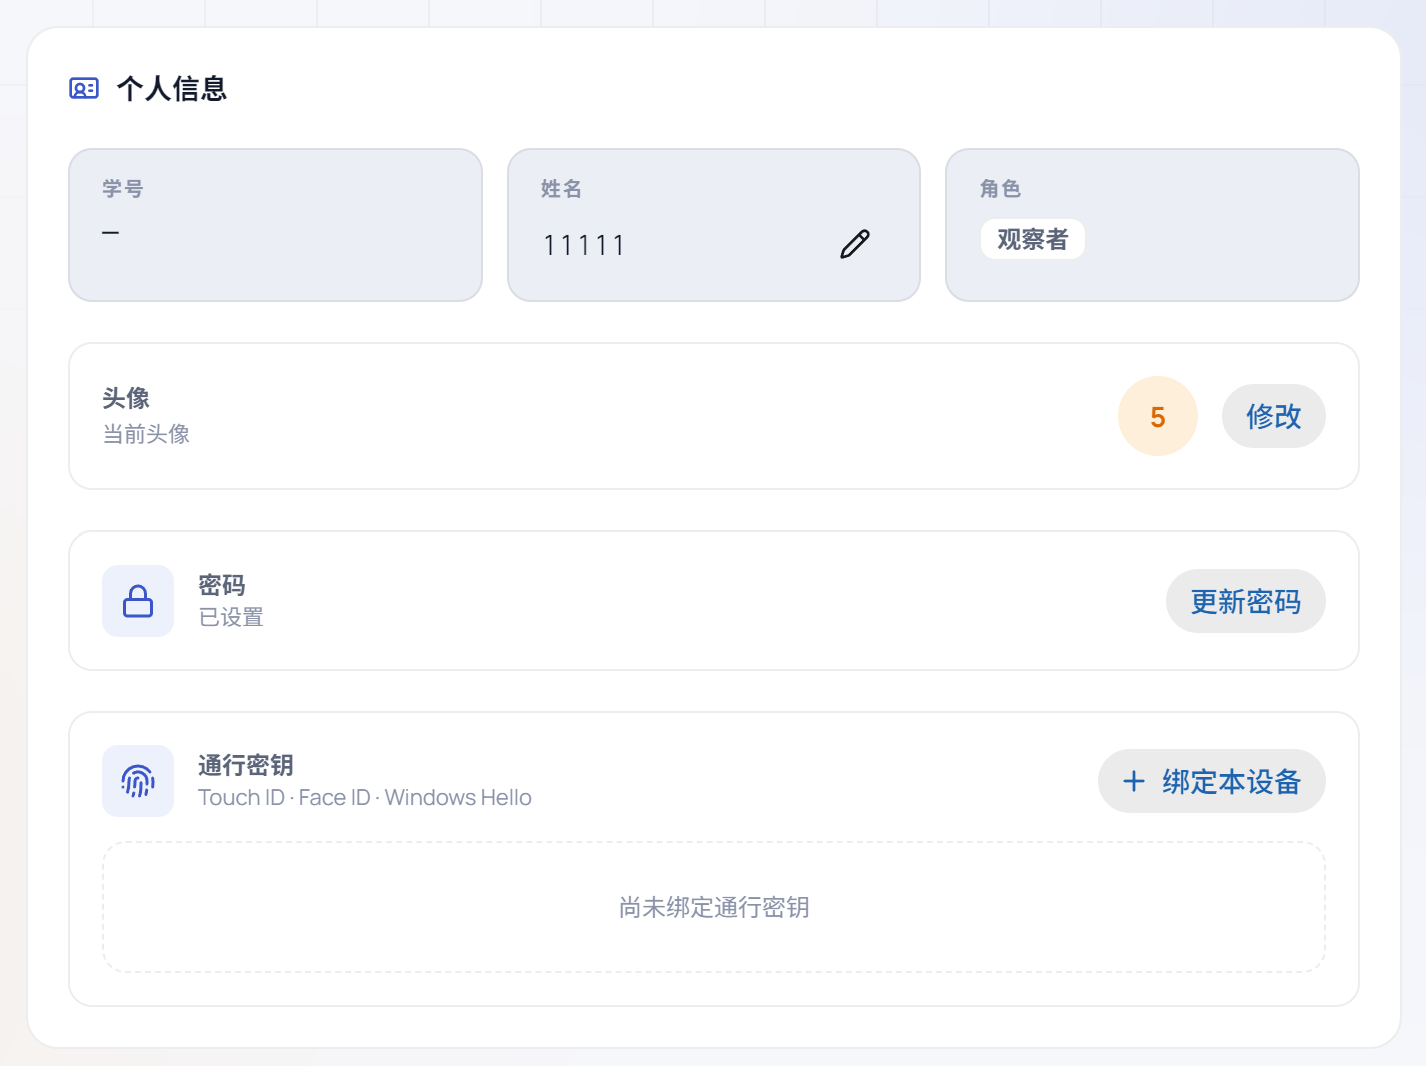 个人信息
学号
—
姓名
11111
角色
观察者
头像
当前头像
5
修改
密码
已设置
更新密码
通行密钥
Touch ID · Face ID · Windows Hello
+ 绑定本设备
尚未绑定通行密钥